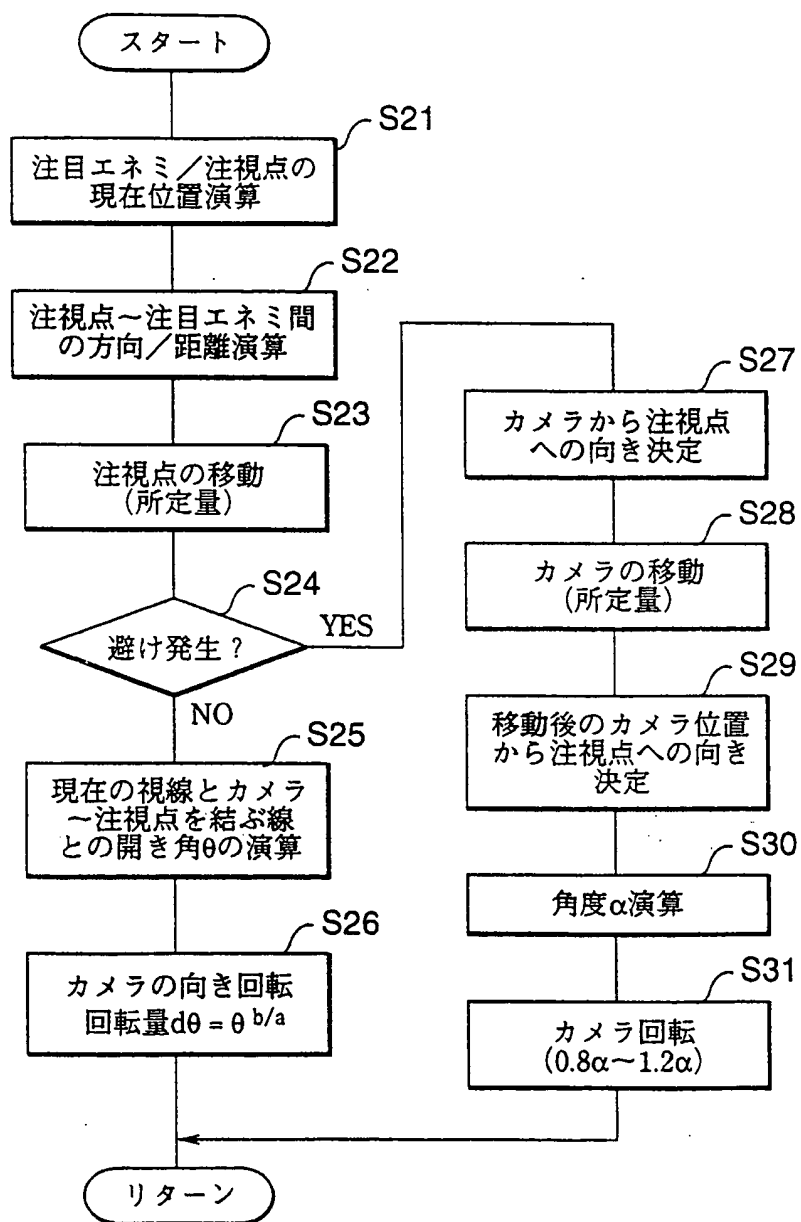 スタート
S21
注目エネミ/注視点の
現在位置演算
S22
注視点〜注目エネミ間
の方向/距離演算
S23
注視点の移動
(所定量)
S24
避け発生?
YES
NO
S25
現在の視線とカメラ
〜注視点を結ぶ線
との開き角θの演算
S26
カメラの向き回転
回転量dθ = θ b/a
S27
カメラから注視点
への向き決定
S28
カメラの移動
(所定量)
S29
移動後のカメラ位置
から注視点への向き
決定
S30
角度α演算
S31
カメラ回転
(0.8α〜1.2α)
リターン